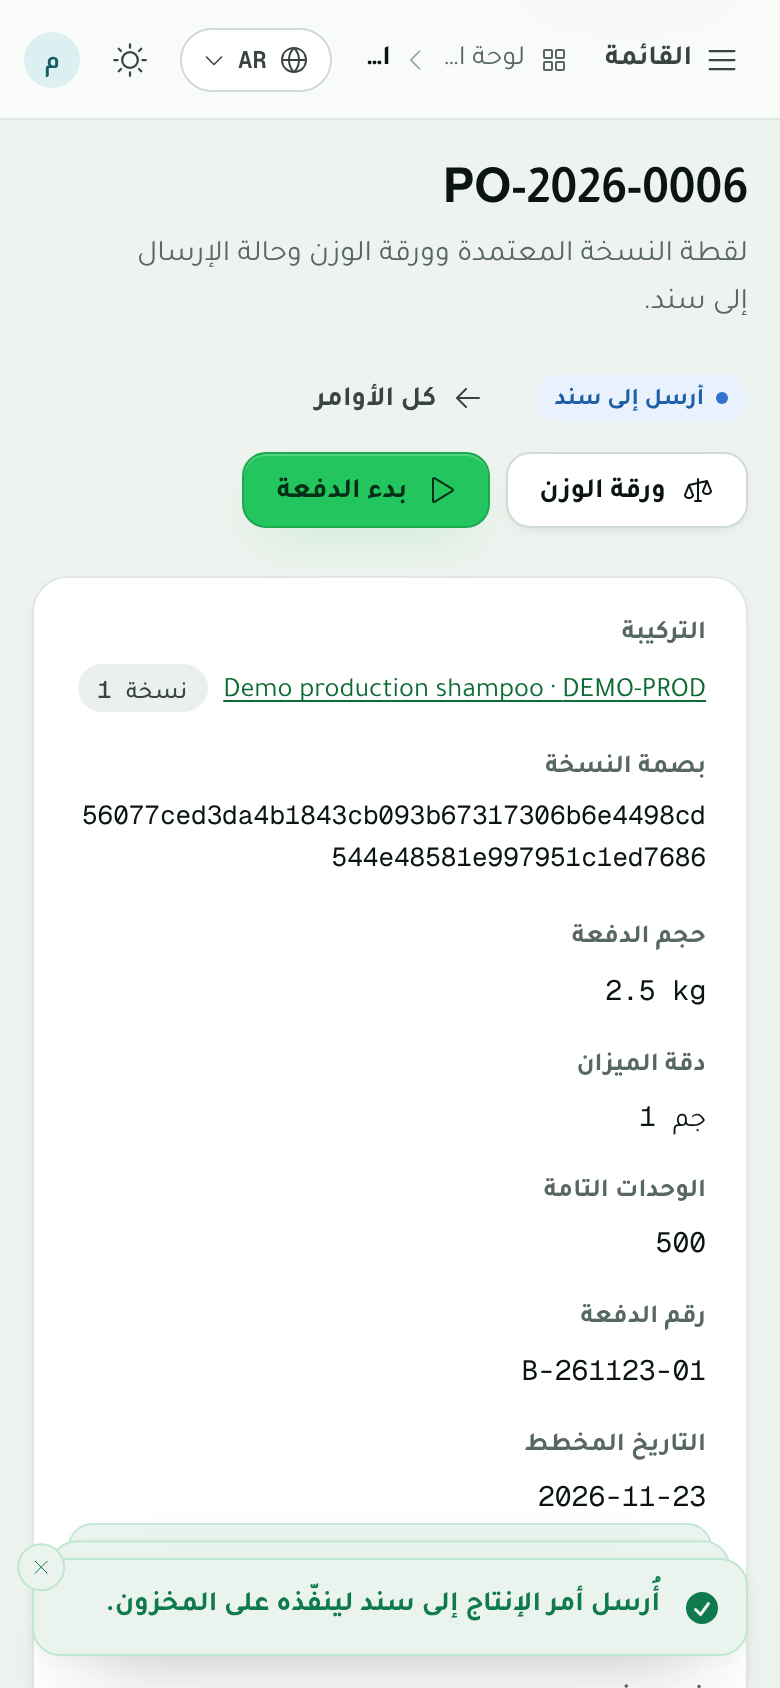 القائمة
لوحة ا...
ا...
AR
م
PO-2026-0006
لقطة النسخة المعتمدة وورقة الوزن وحالة الإرسال
إلى سند.
أرسل إلى سند
كل الأوامر
ورقة الوزن
بدء الدفعة
التركيبة
Demo production shampoo · DEMO-PROD
نسخة 1
بصمة النسخة
56077ced3da4b1843cb093b67317306b6e4498cd
544e48581e997951c1ed7686
حجم الدفعة
2.5 kg
دقة الميزان
1 جم
الوحدات التامة
500
رقم الدفعة
B-261123-01
التاريخ المخطط
2026-11-23
أُرسل أمر الإنتاج إلى سند لينفّذه على المخزون.